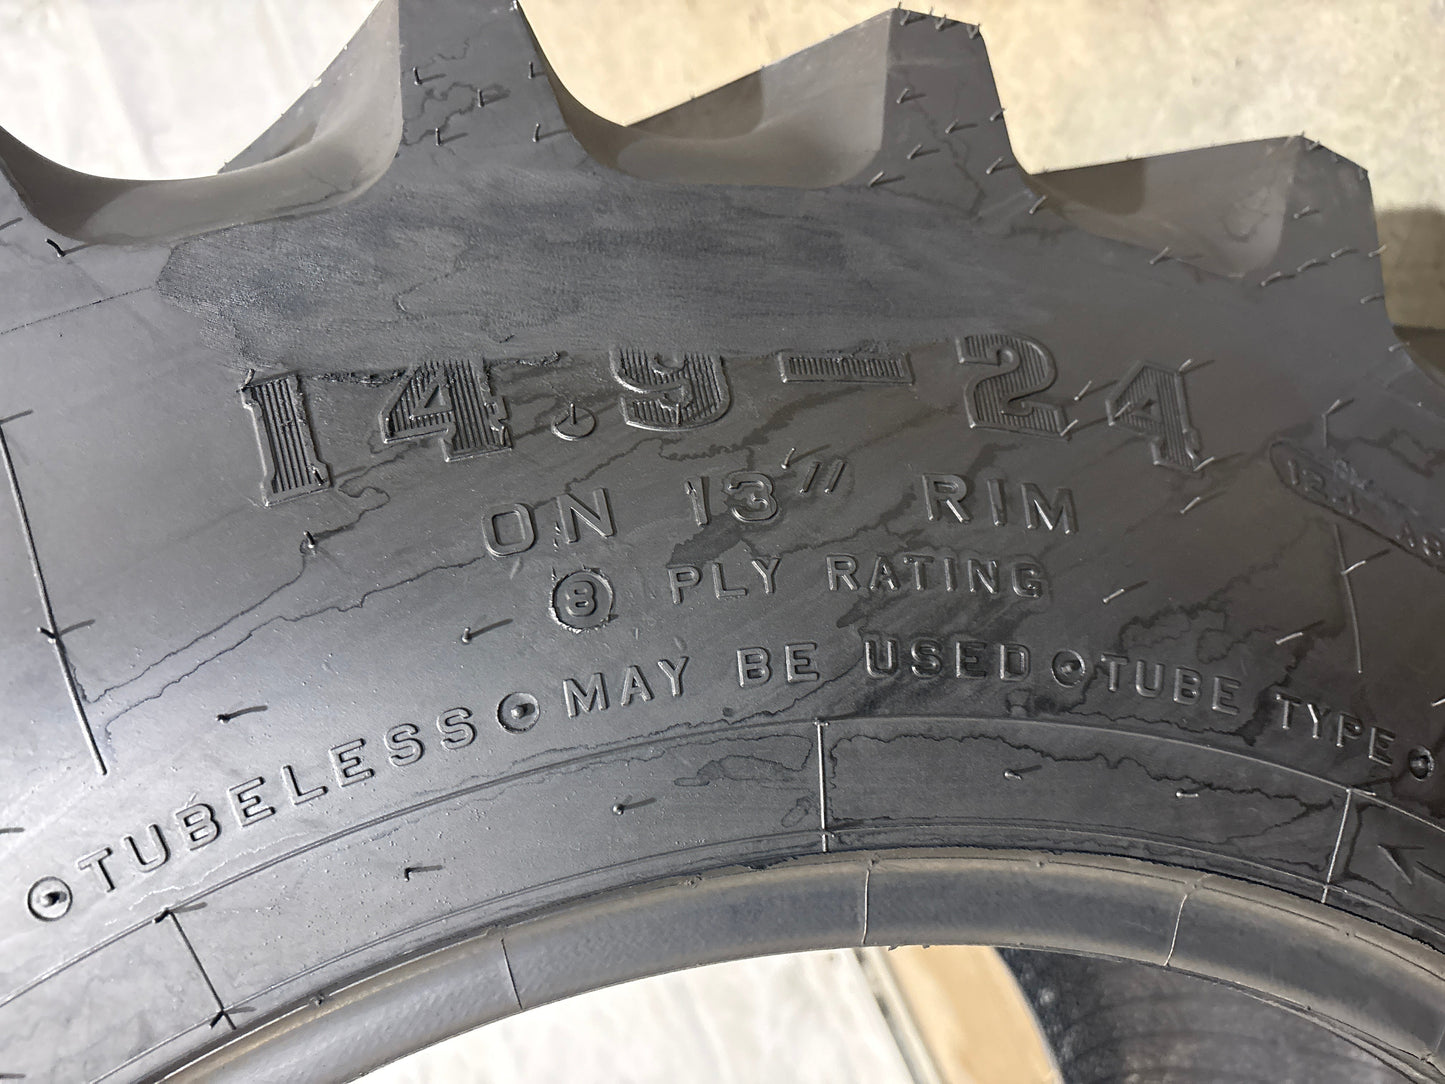 14.9-24
ON 13" RIM
8 PLY RATING
TUBELESS MAY BE USED TUBE TYPE